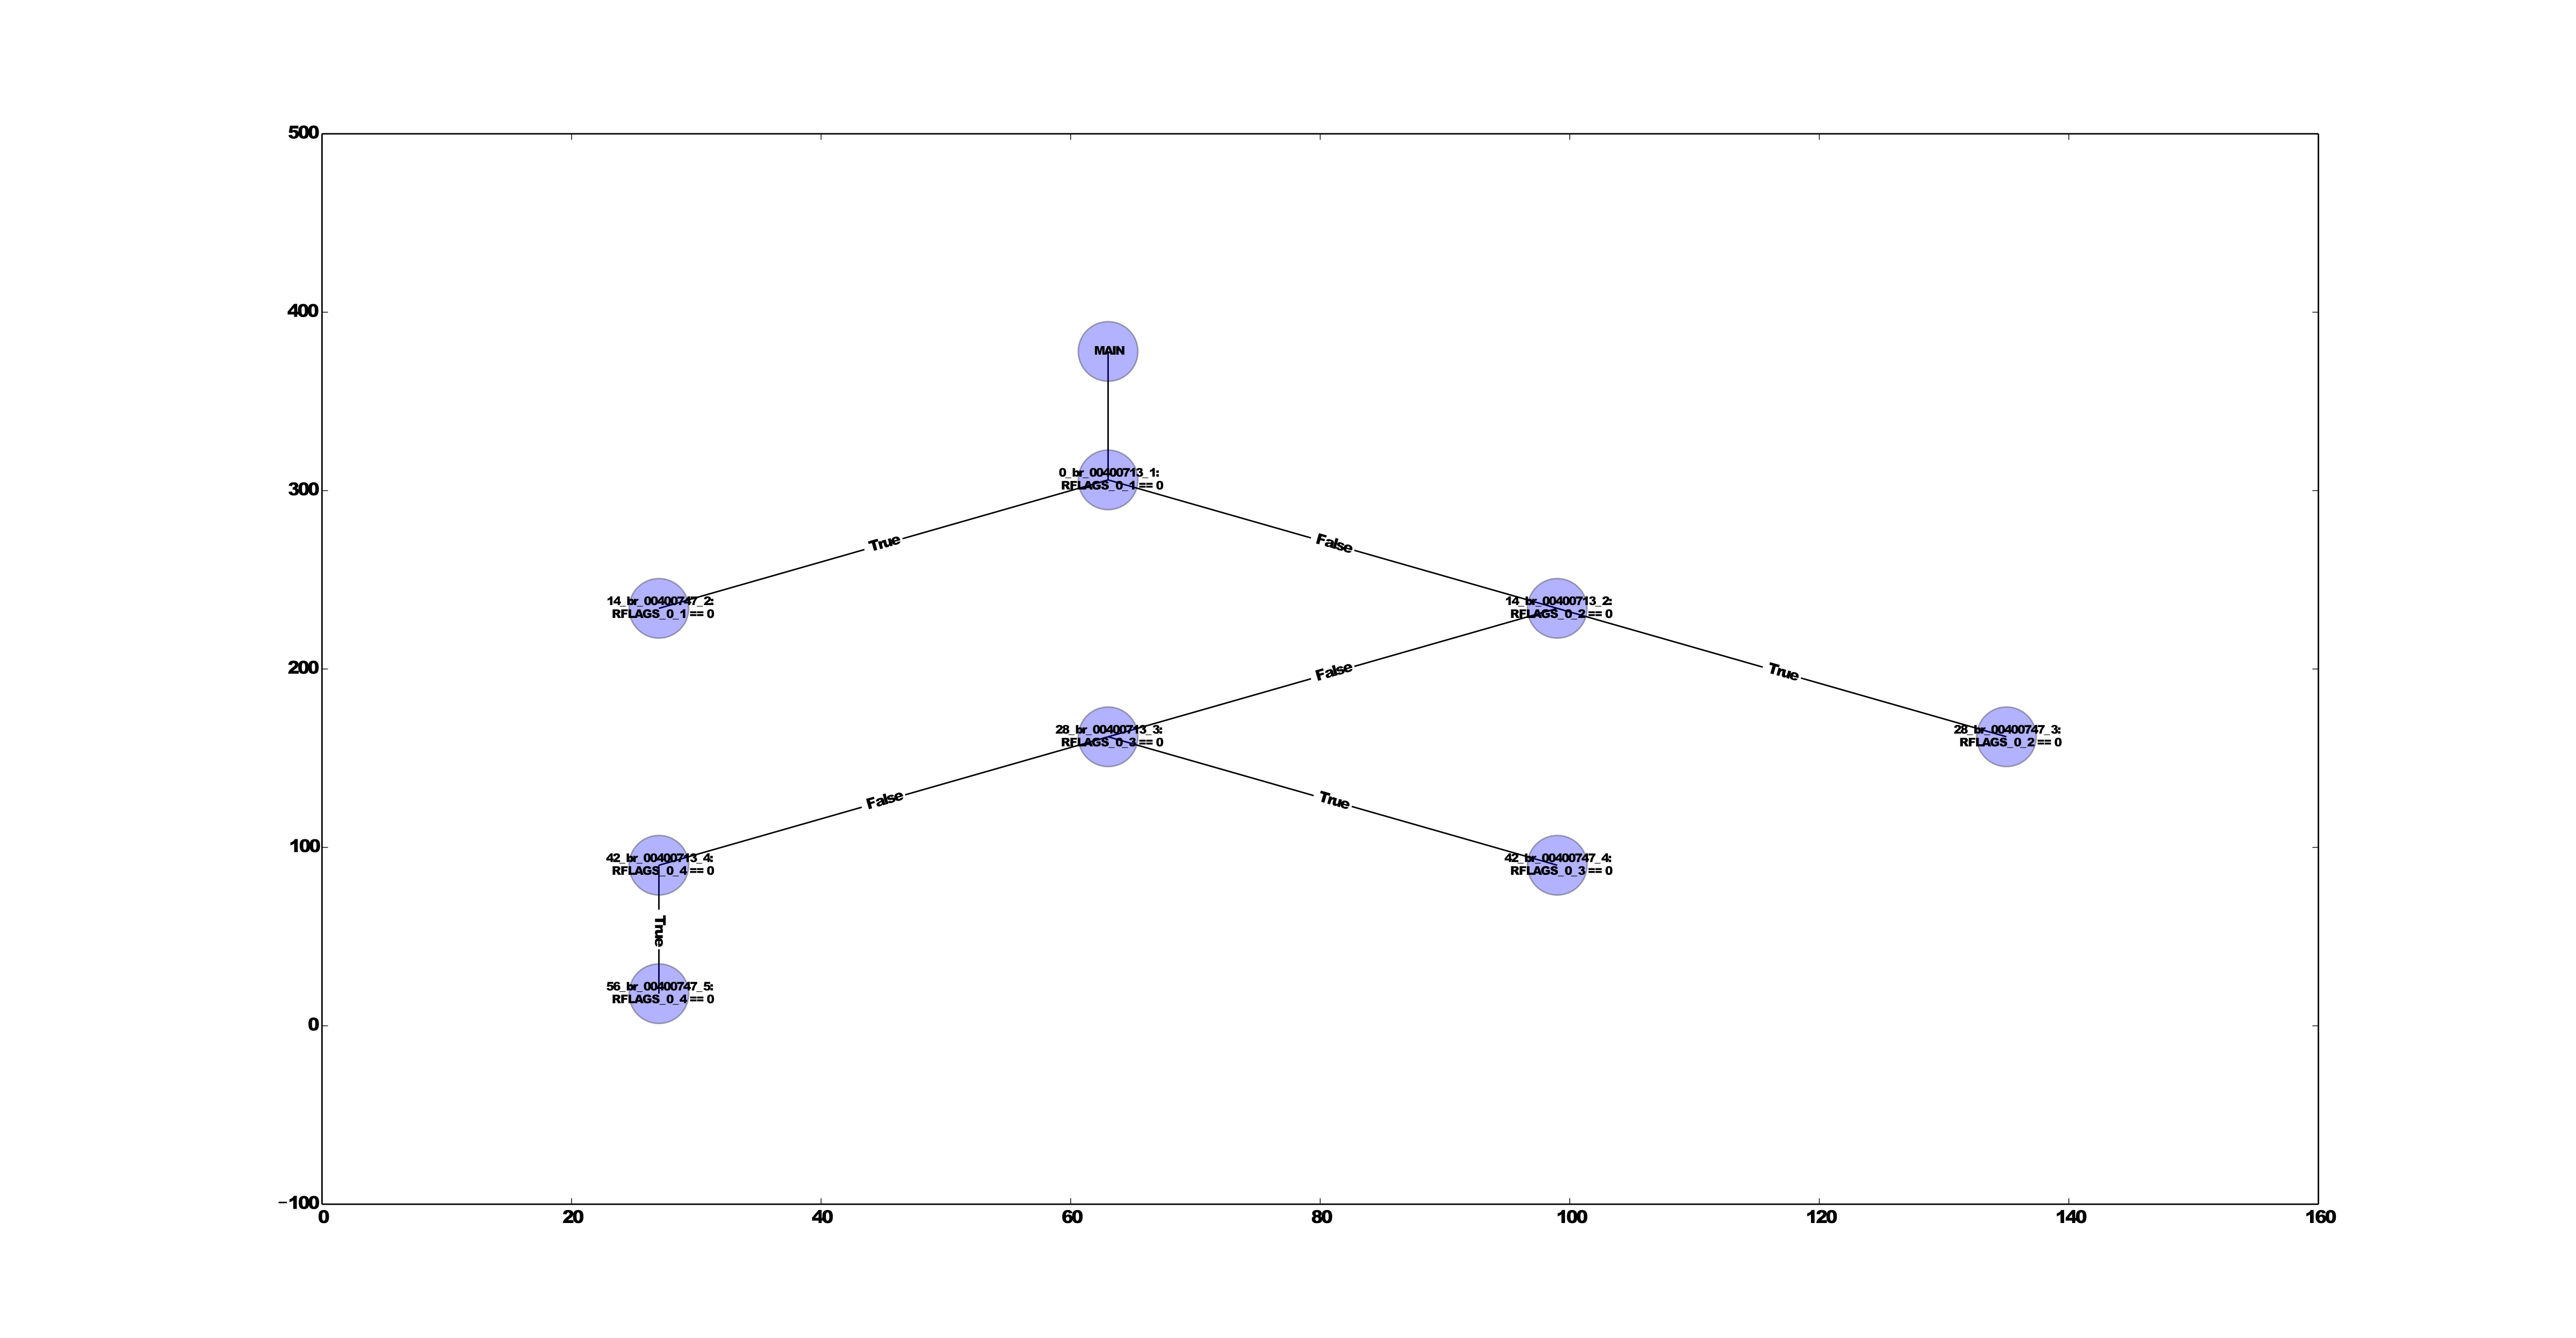 500
400
MAIN
0_br_00400713_1:
RFLAGS_0_1 == 0
300
True
False
14_br_00400747_2:
RFLAGS_0_1 == 0
14_br_00400713_2:
RFLAGS_0_2 == 0
200
False
True
28_br_00400713_3:
RFLAGS_0_3 == 0
28_br_00400747_3:
RFLAGS_0_2 == 0
False
True
100
42_br_00400713_4:
RFLAGS_0_4 == 0
42_br_00400747_4:
RFLAGS_0_3 == 0
True
56_br_00400747_5:
RFLAGS_0_4 == 0
0
−100
0 20 40 60 80 100 120 140 160